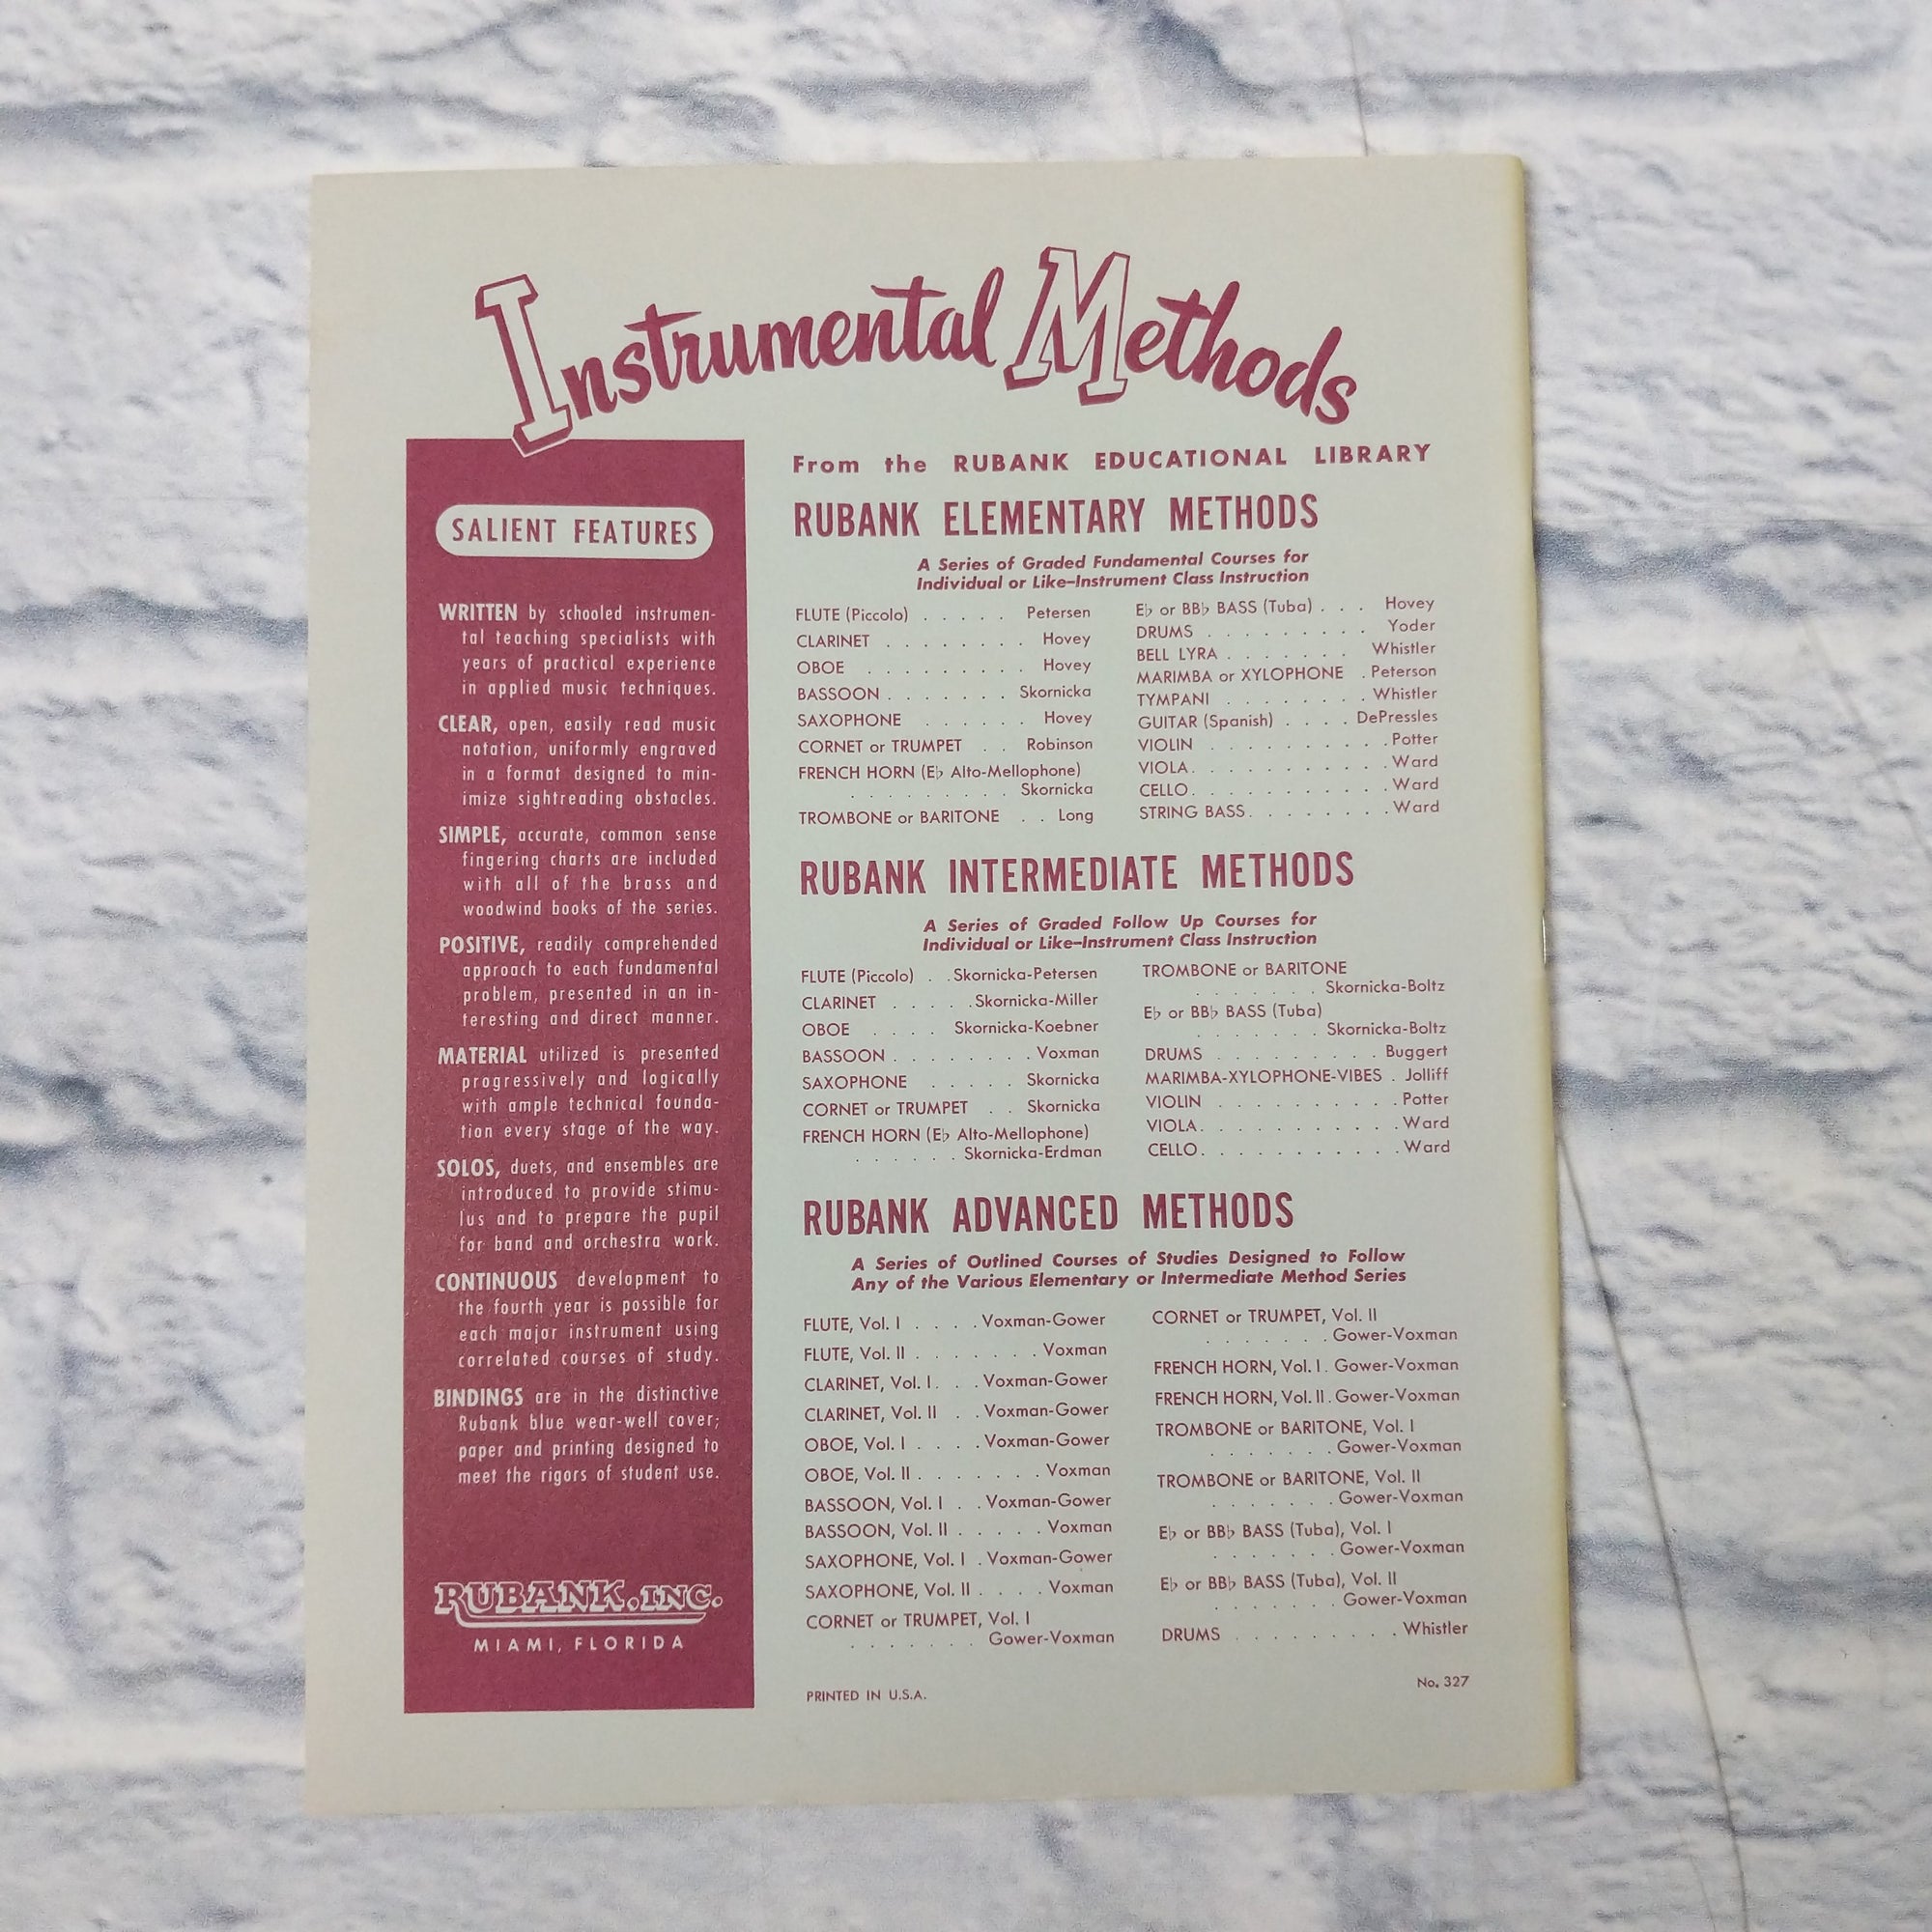 Instrumental Methods
SALIENT FEATURES
WRITTEN by schooled instrumen-
tal teaching specialists with
years of practical experience
in applied music techniques.
CLEAR, open, easily read music
notation, uniformly engraved
in a format designed to min-
imize sightreading obstacles.
SIMPLE, accurate, common sense
fingering charts are included
with all of the brass and
woodwind books of the series.
POSITIVE, readily comprehended
approach to each fundamental
problem, presented in an in-
teresting and direct manner.
MATERIAL utilized is presented
progressively and logically
with ample technical founda-
tion every stage of the way.
SOLOS, duets, and ensembles are
introduced to provide stimu-
lus and to prepare the pupil
for band and orchestra work.
CONTINUOUS development to
the fourth year is possible for
each major instrument using
correlated courses of study.
BINDINGS are in the distinctive
Rubank blue wear-well cover;
paper and printing designed to
meet the rigors of student use.
RUBANK, INC.
MIAMI, FLORIDA
From the RUBANK EDUCATIONAL LIBRARY
RUBANK ELEMENTARY METHODS
A Series of Graded Fundamental Courses for
Individual or Like-Instrument Class Instruction
FLUTE (Piccolo) . . . . . Petersen
CLARINET . . . . . . . . Hovey
OBOE . . . . . . . . . Hovey
BASSOON . . . . . . . Skornicka
SAXOPHONE . . . . . . Hovey
CORNET or TRUMPET . . Robinson
FRENCH HORN (E♭ Alto-Mellophone)
. . . . . . . . . Skornicka
TROMBONE or BARITONE . . Long
E♭ or BB♭ BASS (Tuba) . . . Hovey
DRUMS . . . . . . . . . Yoder
BELL LYRA . . . . . . . Whistler
MARIMBA or XYLOPHONE . Peterson
TYMPANI . . . . . . . . Whistler
GUITAR (Spanish) . . . . DePressles
VIOLIN . . . . . . . . . . Potter
VIOLA . . . . . . . . . . . Ward
CELLO . . . . . . . . . . . Ward
STRING BASS . . . . . . . . Ward
RUBANK INTERMEDIATE METHODS
A Series of Graded Follow Up Courses for
Individual or Like-Instrument Class Instruction
FLUTE (Piccolo) . . Skornicka-Petersen
CLARINET . . . . . Skornicka-Miller
OBOE . . . . Skornicka-Koebner
BASSOON . . . . . . . . Voxman
SAXOPHONE . . . . . Skornicka
CORNET or TRUMPET . . Skornicka
FRENCH HORN (E♭ Alto-Mellophone)
. . . . . . Skornicka-Erdman
TROMBONE or BARITONE
. . . . . . . Skornicka-Boltz
E♭ or BB♭ BASS (Tuba)
. . . . . . . Skornicka-Boltz
DRUMS . . . . . . . . . Buggert
MARIMBA-XYLOPHONE-VIBES . Jolliff
VIOLIN . . . . . . . . . . Potter
VIOLA . . . . . . . . . . . Ward
CELLO . . . . . . . . . . . Ward
RUBANK ADVANCED METHODS
A Series of Outlined Courses of Studies Designed to Follow
Any of the Various Elementary or Intermediate Method Series
FLUTE, Vol. I . . . . Voxman-Gower
FLUTE, Vol. II . . . . . . . Voxman
CLARINET, Vol. I . . . Voxman-Gower
CLARINET, Vol. II . . Voxman-Gower
OBOE, Vol. I . . . . Voxman-Gower
OBOE, Vol. II . . . . . . . Voxman
BASSOON, Vol. I . . Voxman-Gower
BASSOON, Vol. II . . . . . Voxman
SAXOPHONE, Vol. I . Voxman-Gower
SAXOPHONE, Vol. II . . . . Voxman
CORNET or TRUMPET, Vol. I
. . . . . . . Gower-Voxman
CORNET or TRUMPET, Vol. II
. . . . . . . Gower-Voxman
FRENCH HORN, Vol. I . Gower-Voxman
FRENCH HORN, Vol. II . Gower-Voxman
TROMBONE or BARITONE, Vol. I
. . . . . . . Gower-Voxman
TROMBONE or BARITONE, Vol. II
. . . . . . . Gower-Voxman
E♭ or BB♭ BASS (Tuba), Vol. I
. . . . . . . Gower-Voxman
E♭ or BB♭ BASS (Tuba), Vol. II
. . . . . . . Gower-Voxman
DRUMS . . . . . . . . . Whistler
PRINTED IN U.S.A.
No. 327